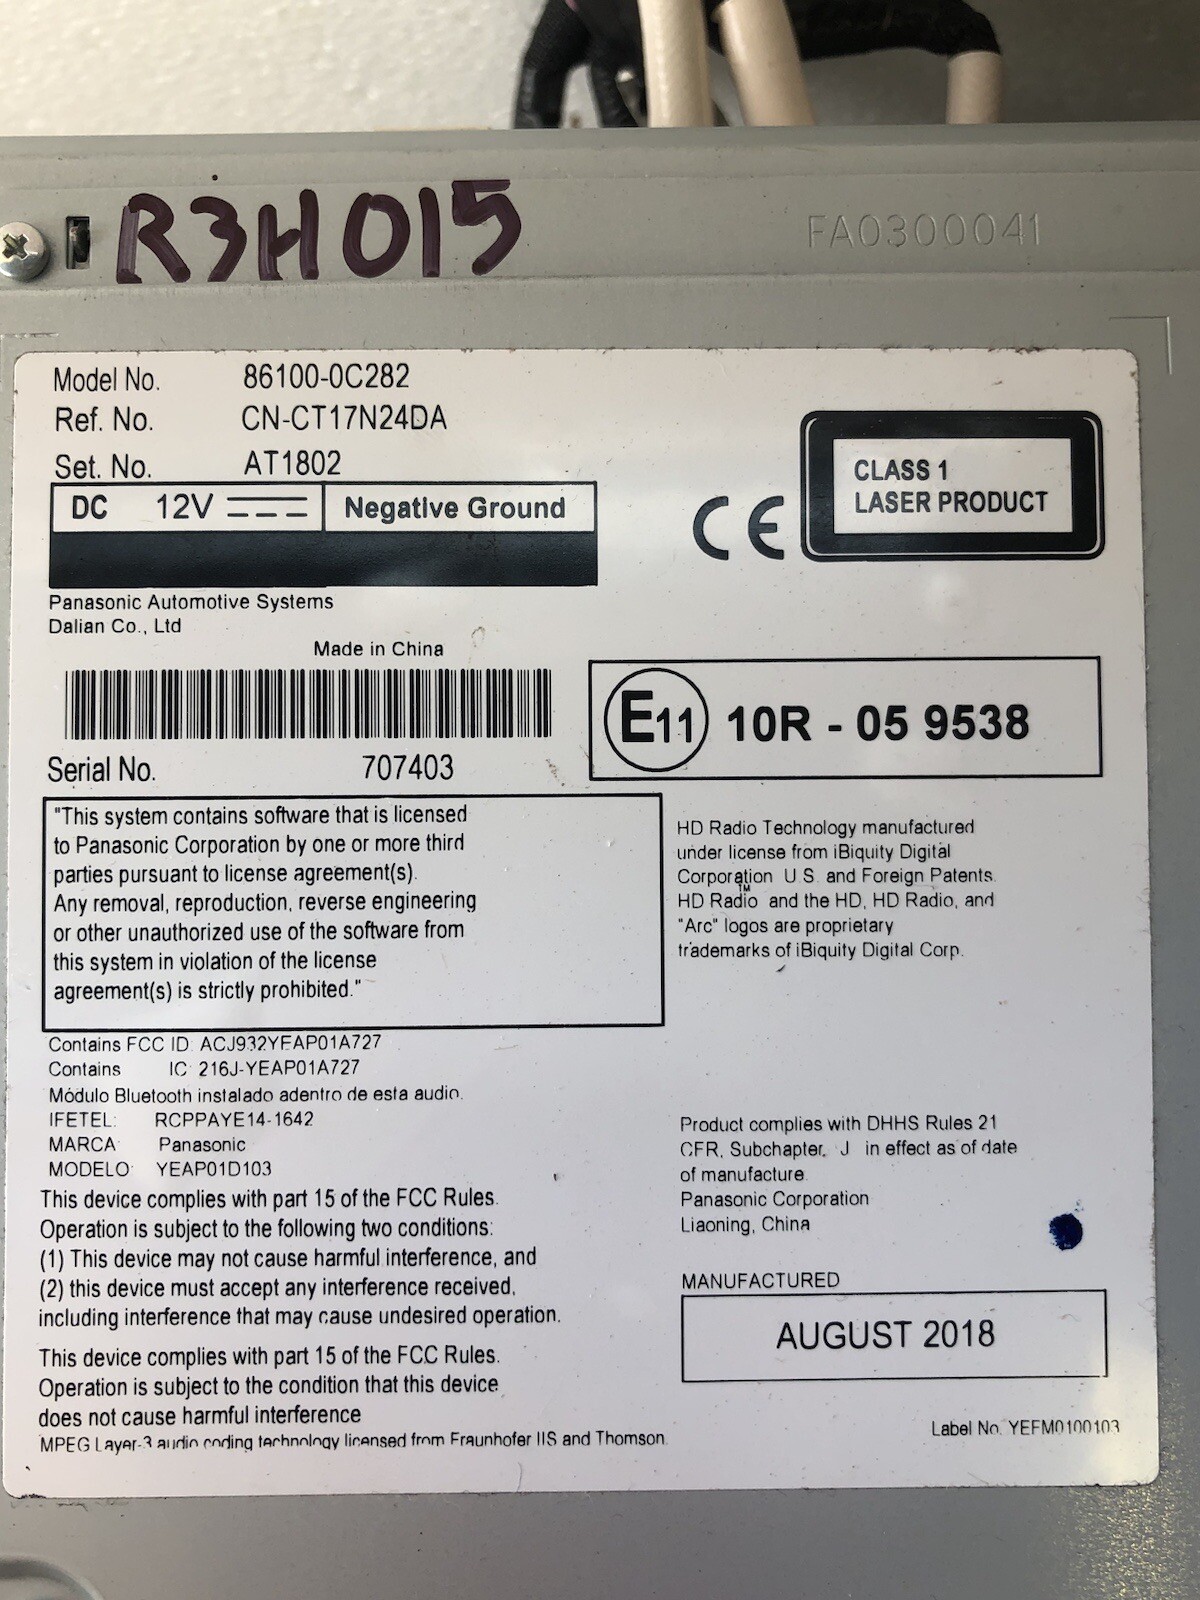 R3H015
FA0300041
Model No. 86100-0C282
Ref. No. CN-CT17N24DA
Set. No. AT1802
DC 12V Negative Ground
CE
CLASS 1
LASER PRODUCT
Panasonic Automotive Systems
Dalian Co., Ltd
Made in China
Serial No. 707403
E11 10R - 05 9538
"This system contains software that is licensed
to Panasonic Corporation by one or more third
parties pursuant to license agreement(s).
Any removal, reproduction, reverse engineering
or other unauthorized use of the software from
this system in violation of the license
agreement(s) is strictly prohibited."
HD Radio Technology manufactured
under license from iBiquity Digital
Corporation U.S. and Foreign Patents.
HD Radio™ and the HD, HD Radio, and
"Arc" logos are proprietary
trademarks of iBiquity Digital Corp.
Contains FCC ID: ACJ932YEAP01A727
Contains IC: 216J-YEAP01A727
Módulo Bluetooth instalado adentro de esta audio.
IFETEL: RCPPAYE14-1642
MARCA: Panasonic
MODELO: YEAP01D103
This device complies with part 15 of the FCC Rules.
Operation is subject to the following two conditions:
(1) This device may not cause harmful interference, and
(2) this device must accept any interference received,
including interference that may cause undesired operation.
This device complies with part 15 of the FCC Rules.
Operation is subject to the condition that this device
does not cause harmful interference
MPEG Layer-3 audio coding technology licensed from Fraunhofer IIS and Thomson.
Product complies with DHHS Rules 21
CFR, Subchapter, J in effect as of date
of manufacture.
Panasonic Corporation
Liaoning, China
MANUFACTURED
AUGUST 2018
Label No. YEFM0100103